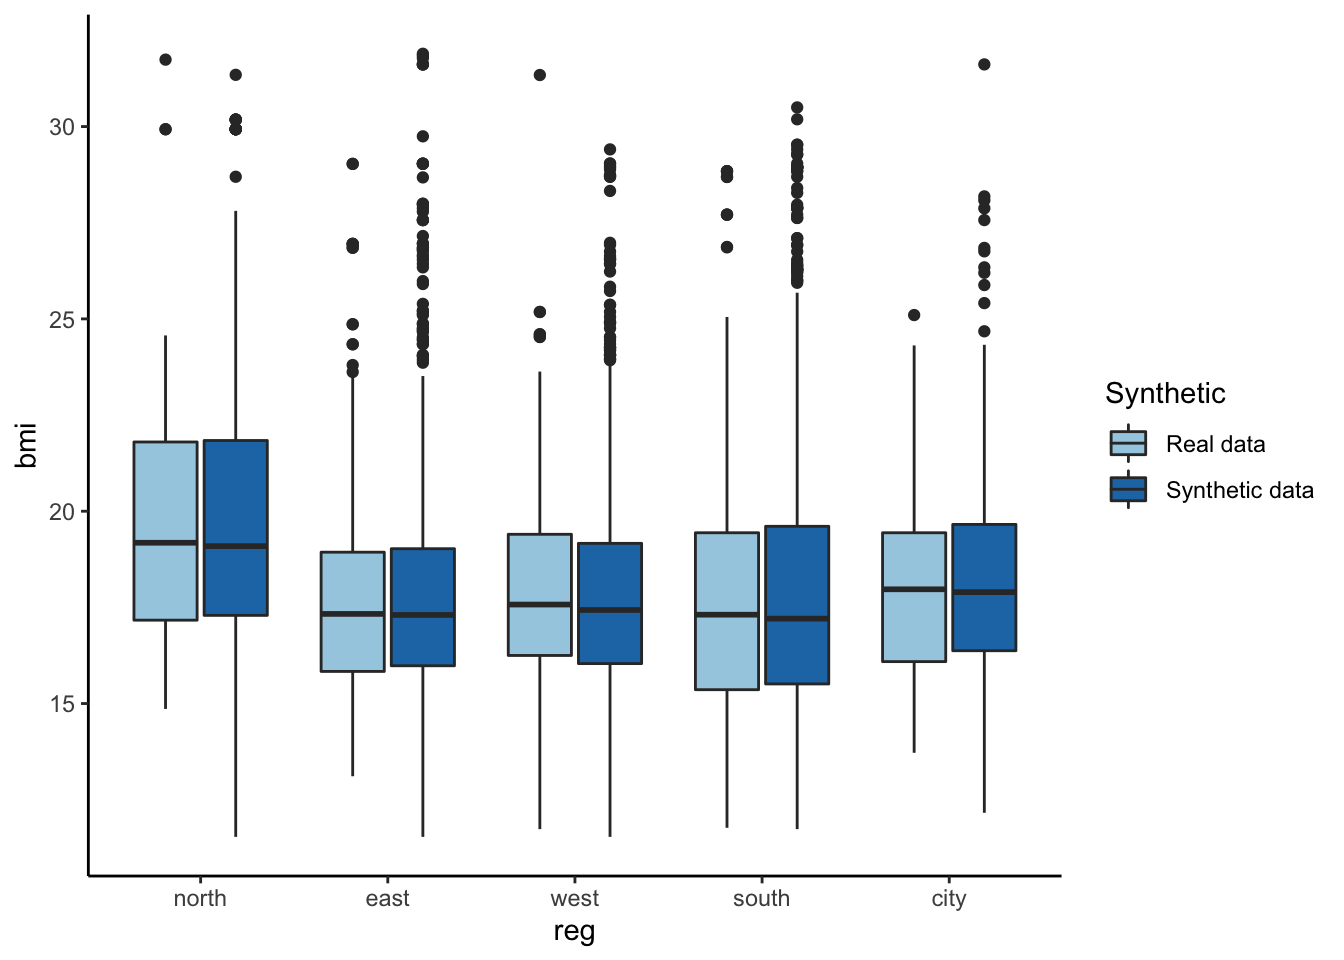 30
25
20
15
bmi
north east west south city
reg
Synthetic
Real data
Synthetic data